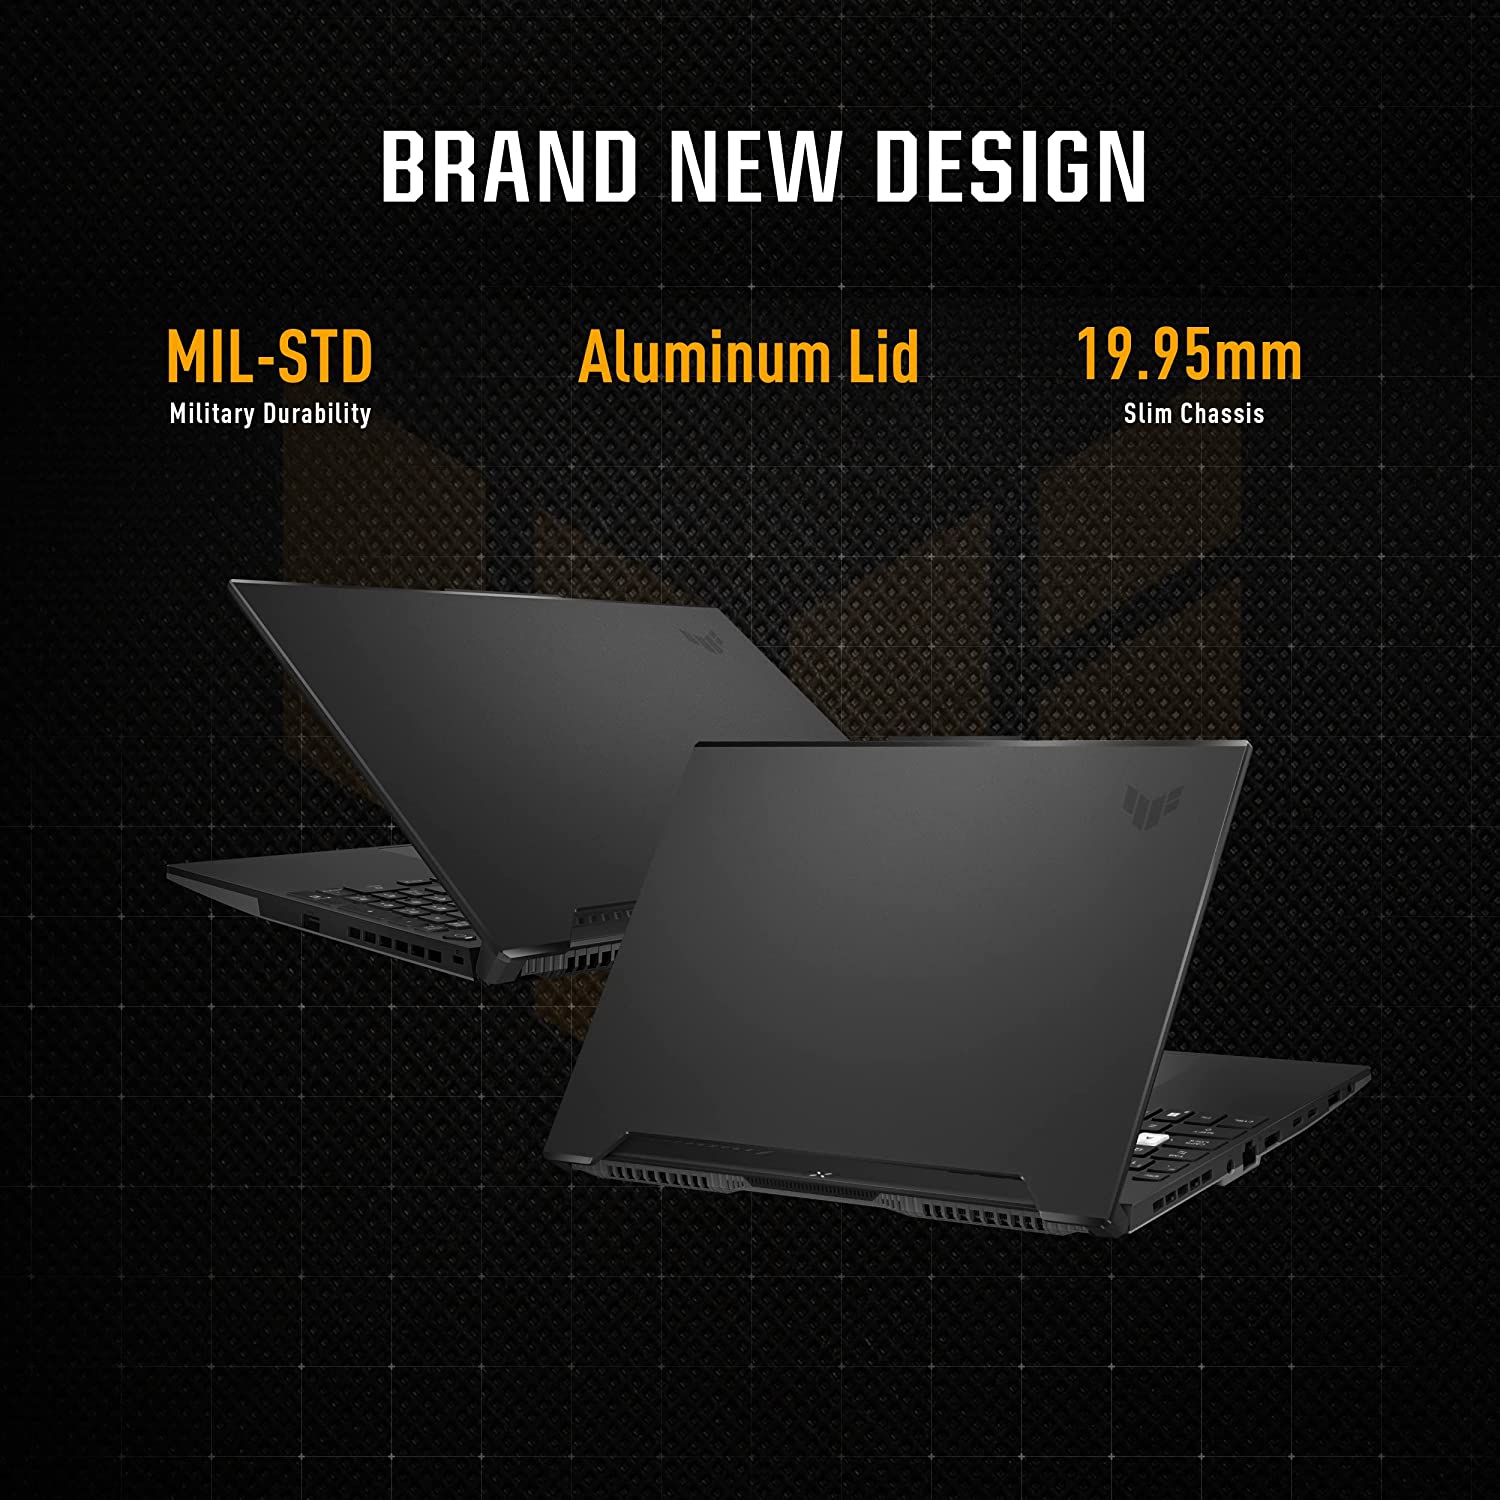 BRAND NEW DESIGN
MIL-STD
Military Durability
Aluminum Lid
19.95mm
Slim Chassis